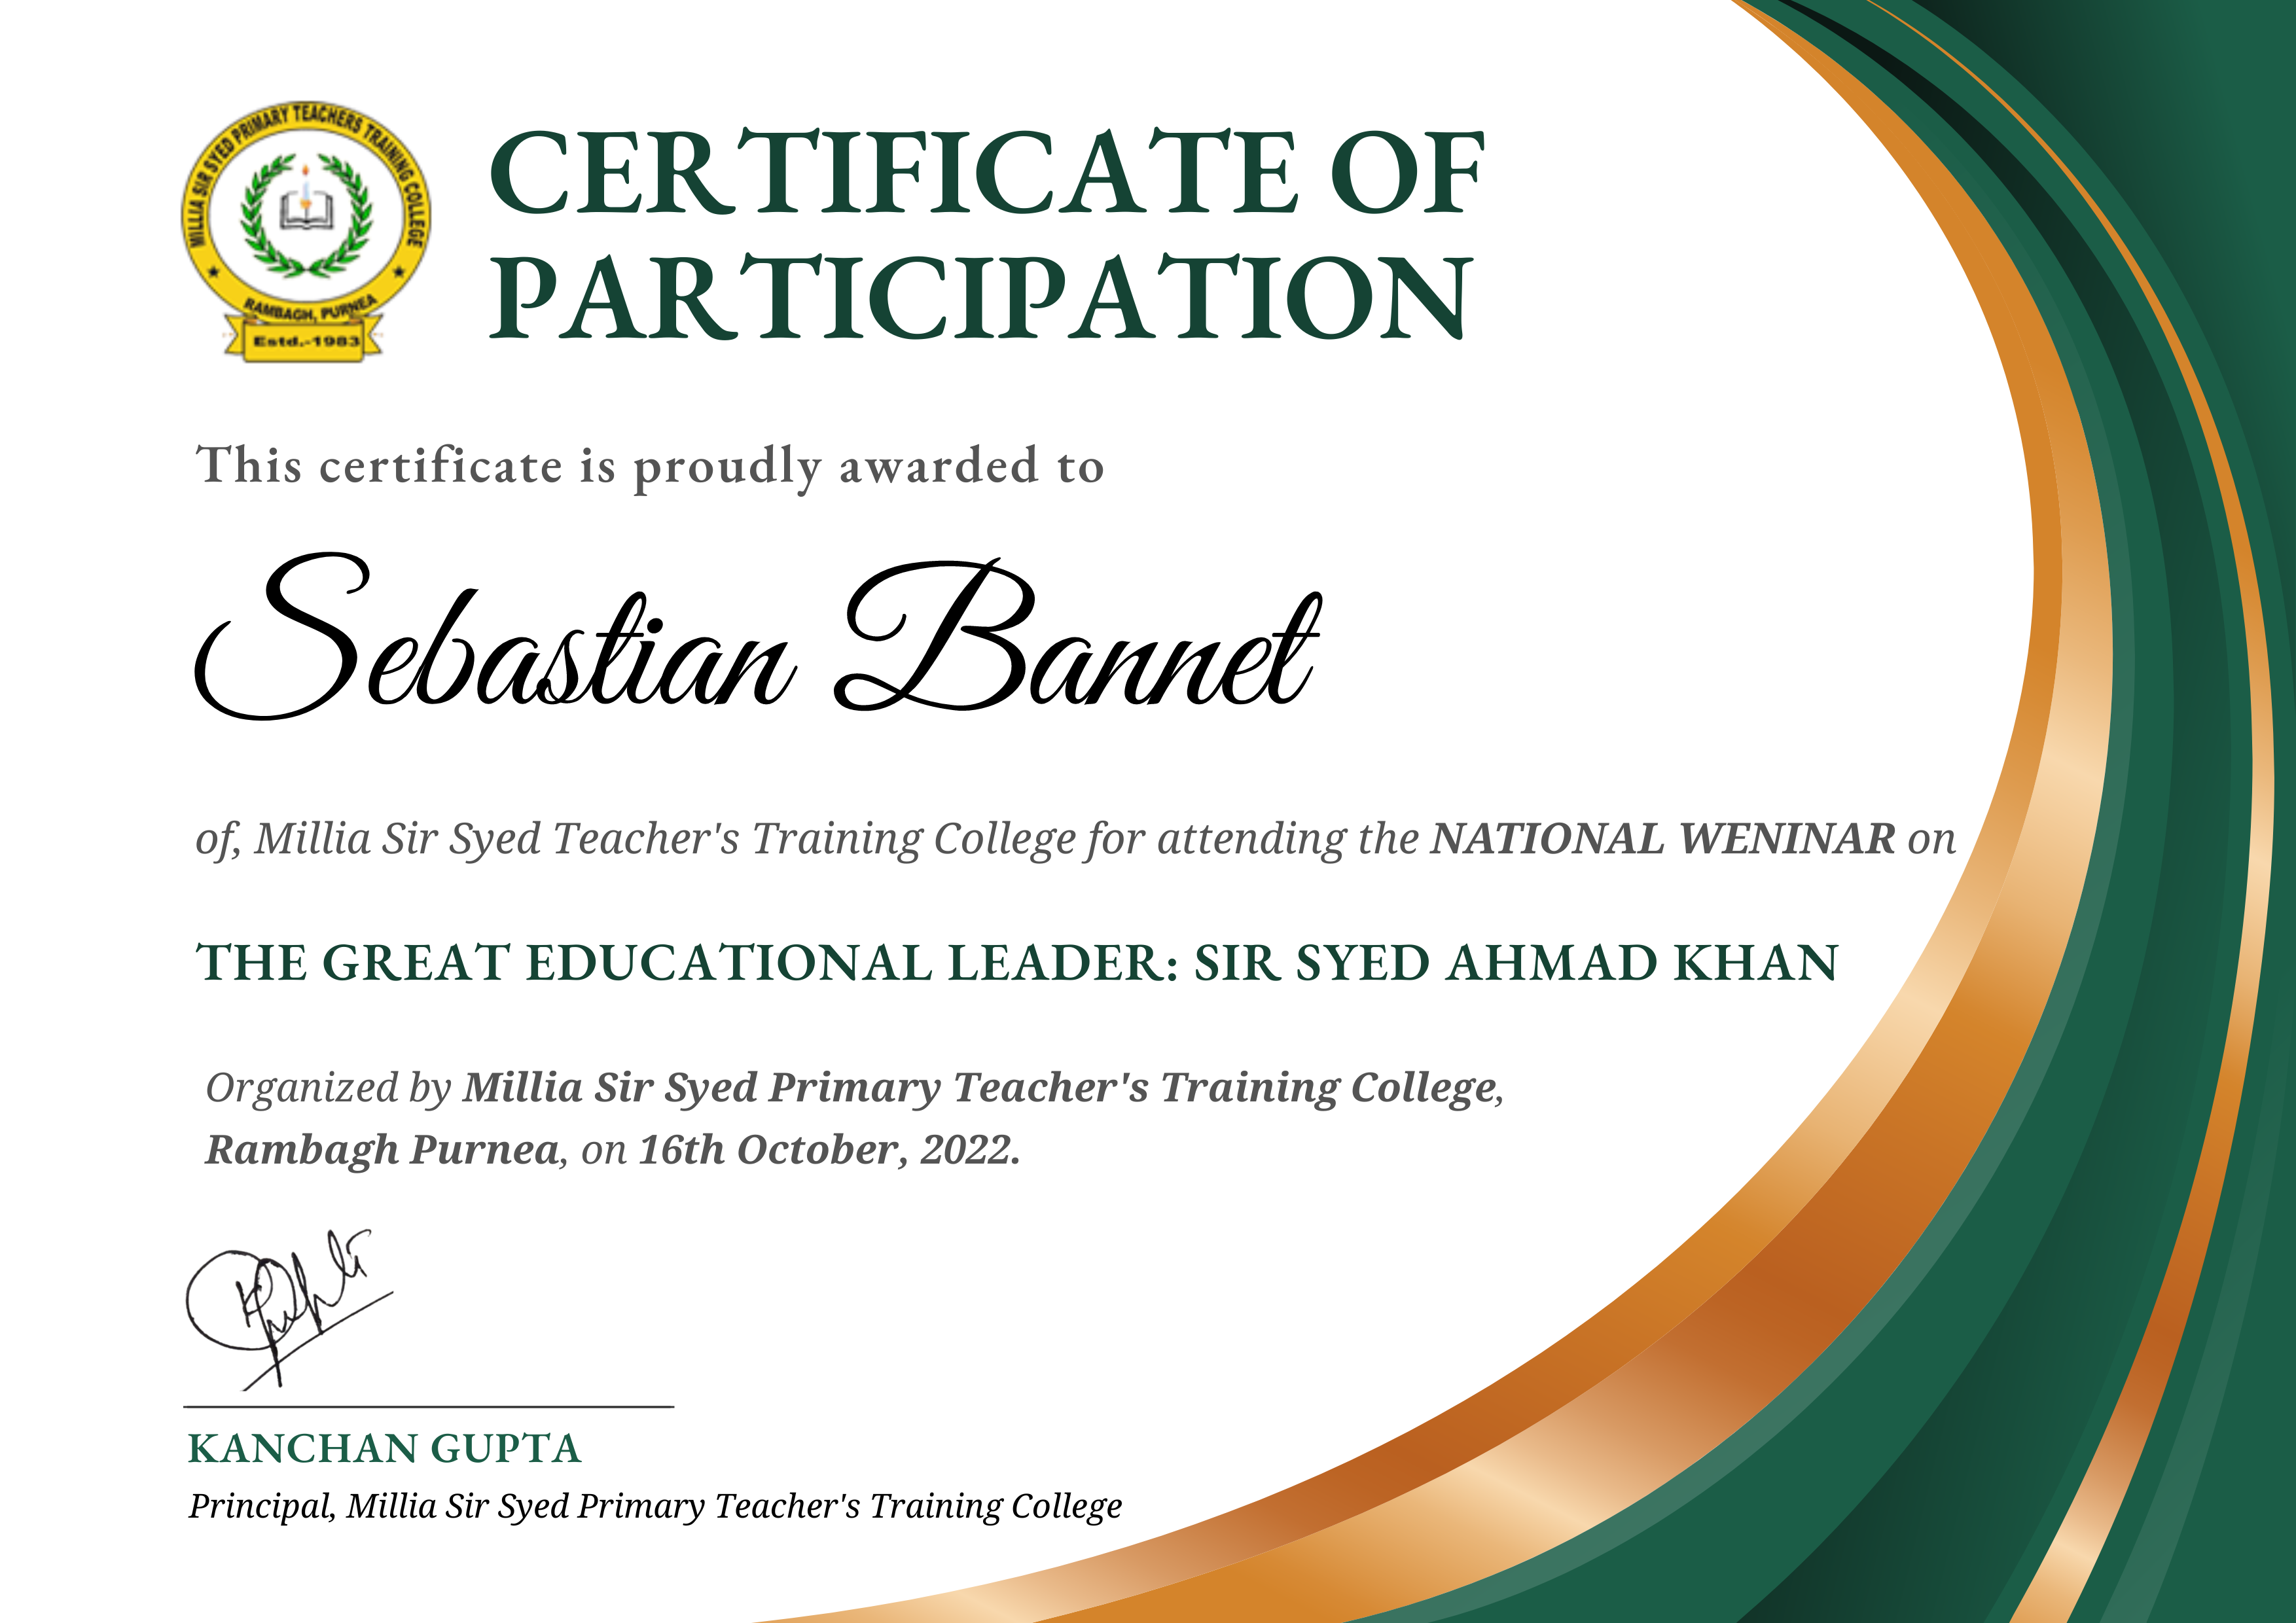 MILLIA SIR SYED PRIMARY TEACHERS TRAINING COLLEGE
RAMBAGH, PURNEA
Estd.-1983
CERTIFICATE OF
PARTICIPATION
This certificate is proudly awarded to
Sebastian Bannet
of, Millia Sir Syed Teacher's Training College for attending the NATIONAL WENINAR on
THE GREAT EDUCATIONAL LEADER: SIR SYED AHMAD KHAN
Organized by Millia Sir Syed Primary Teacher's Training College,
Rambagh Purnea, on 16th October, 2022.
KANCHAN GUPTA
Principal, Millia Sir Syed Primary Teacher's Training College